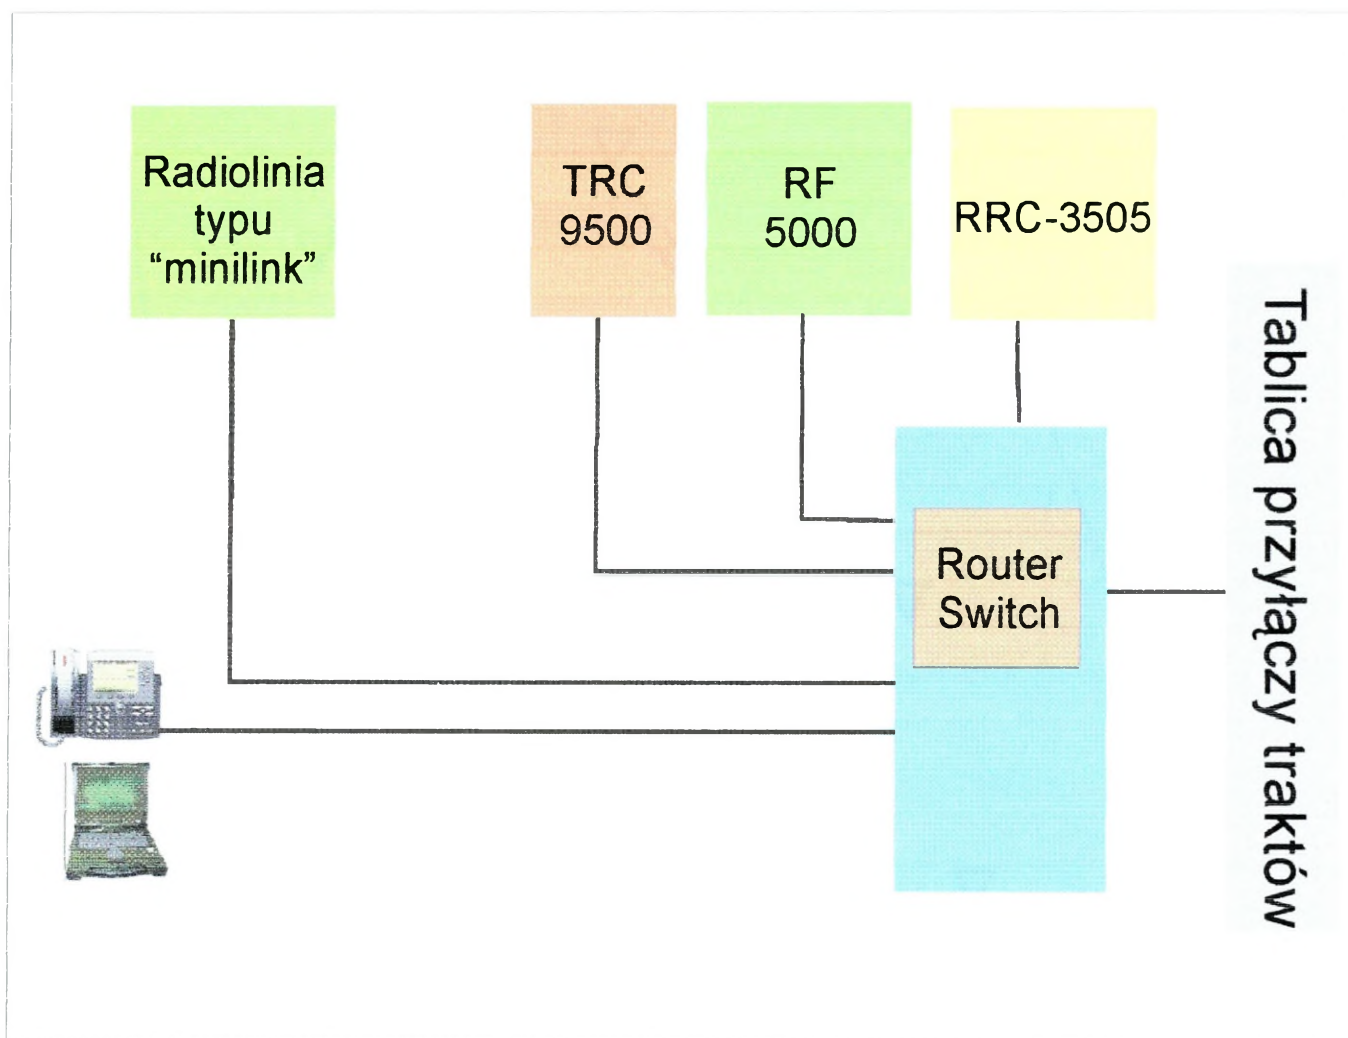 Radiolinia
typu
“minilink”
TRC
9500
RF
5000
RRC-3505
Router
Switch
Tablica przyłączy traktów